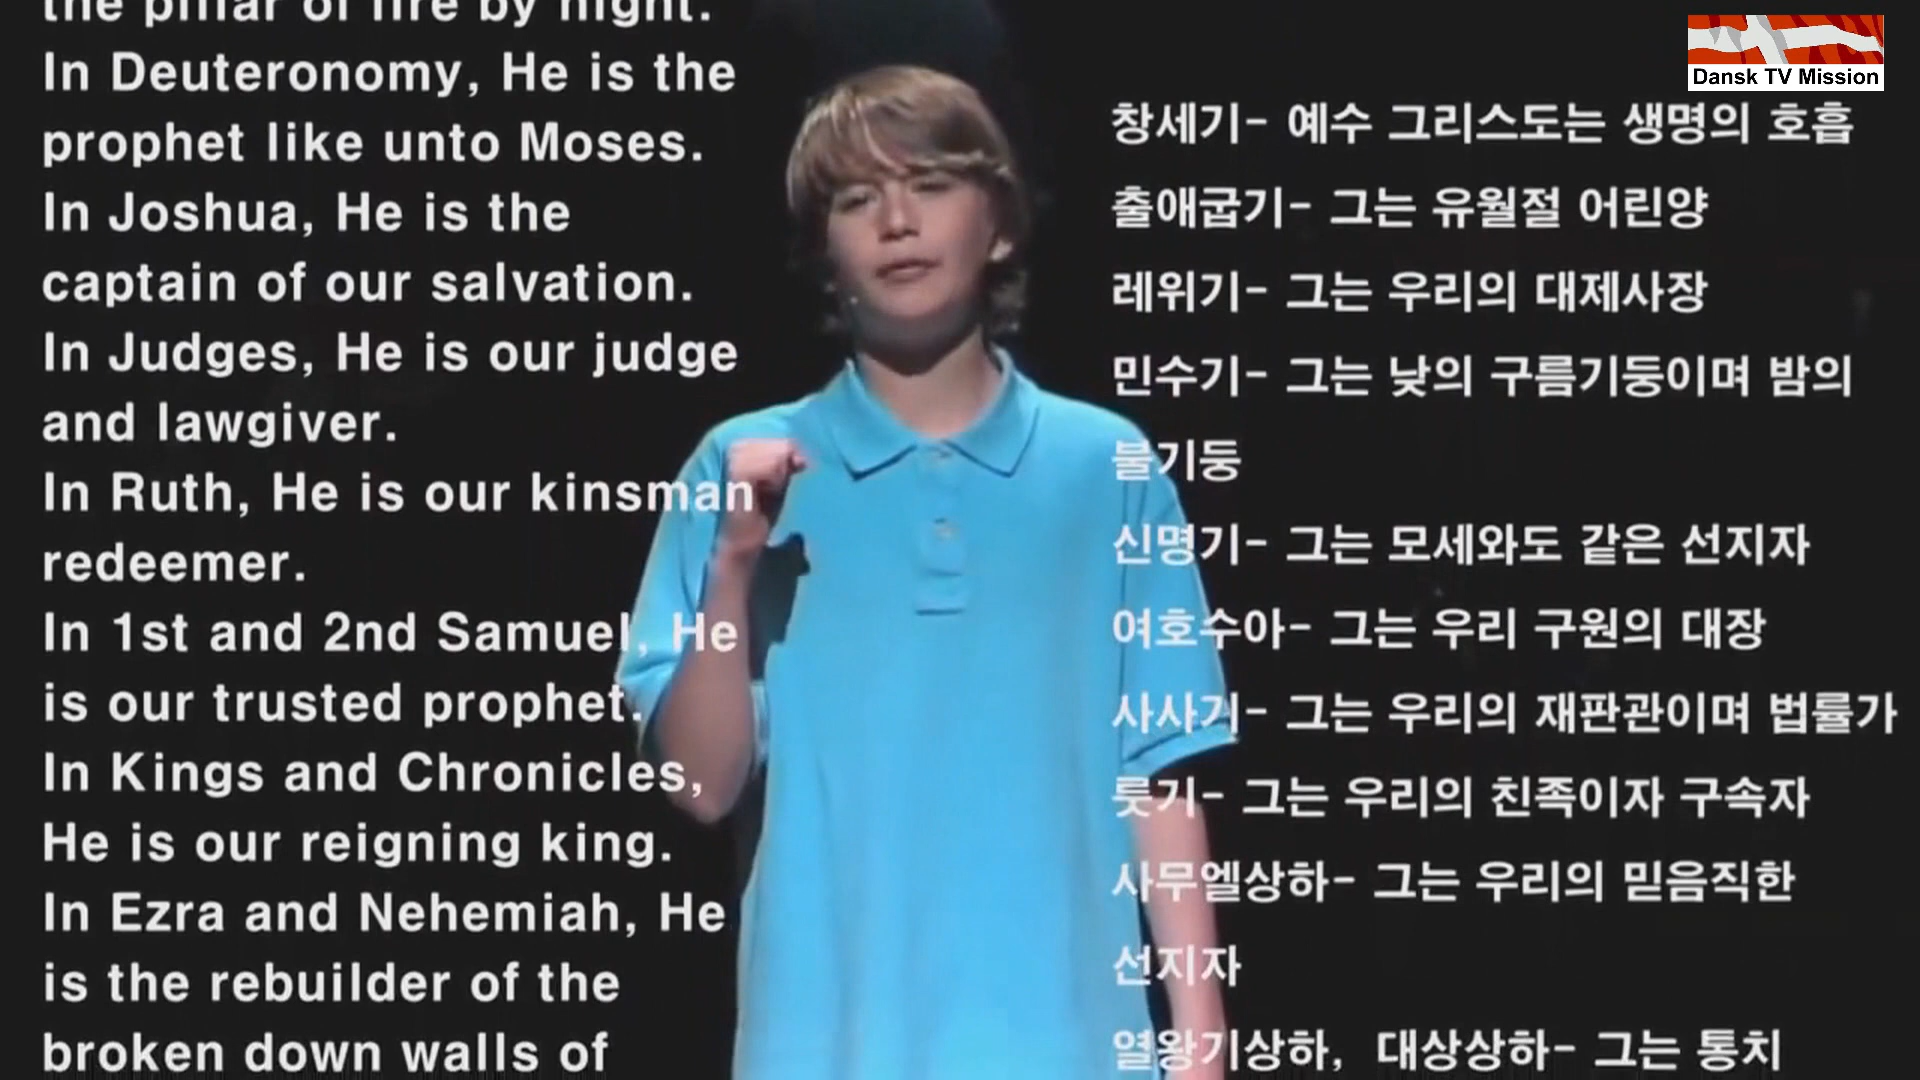 the pillar of fire by night.
In Deuteronomy, He is the
prophet like unto Moses.
In Joshua, He is the
captain of our salvation.
In Judges, He is our judge
and lawgiver.
In Ruth, He is our kinsman
redeemer.
In 1st and 2nd Samuel, He
is our trusted prophet.
In Kings and Chronicles,
He is our reigning king.
In Ezra and Nehemiah, He
is the rebuilder of the
broken down walls of
Dansk TV Mission
창세기- 예수 그리스도는 생명의 호흡
출애굽기- 그는 유월절 어린양
레위기- 그는 우리의 대제사장
민수기- 그는 낮의 구름기둥이며 밤의
불기둥
신명기- 그는 모세와도 같은 선지자
여호수아- 그는 우리 구원의 대장
사사기- 그는 우리의 재판관이며 법률가
룻기- 그는 우리의 친족이자 구속자
사무엘상하- 그는 우리의 믿음직한
선지자
열왕기상하, 대상상하- 그는 통치